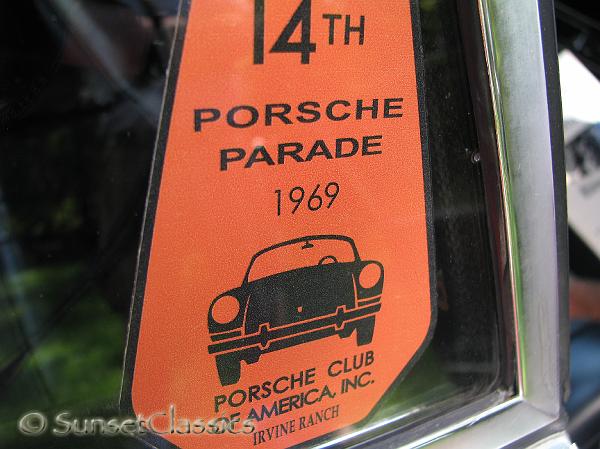 14TH
PORSCHE
PARADE
1969
PORSCHE CLUB
OF AMERICA, INC.
IRVINE RANCH
© SunsetClassics